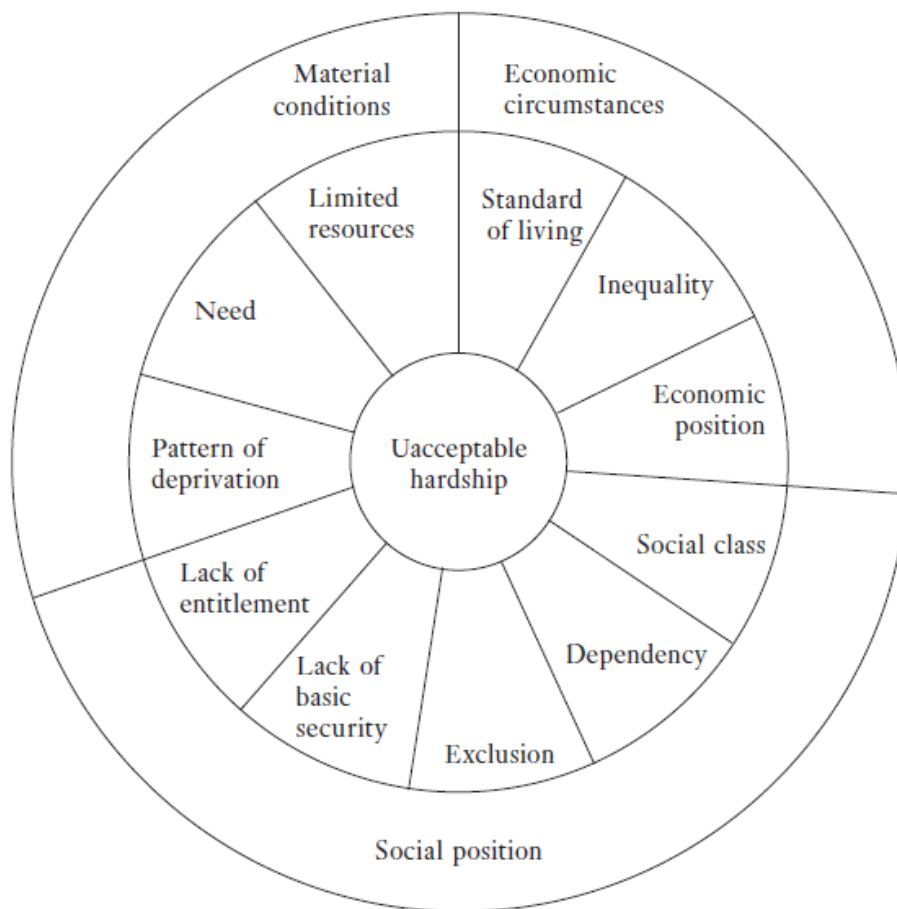 Material
conditions
Economic
circumstances
Limited
resources
Standard
of living
Inequality
Need
Economic
position
Pattern of
deprivation
Uacceptable
hardship
Social class
Lack of
entitlement
Dependency
Lack of
basic
security
Exclusion
Social position